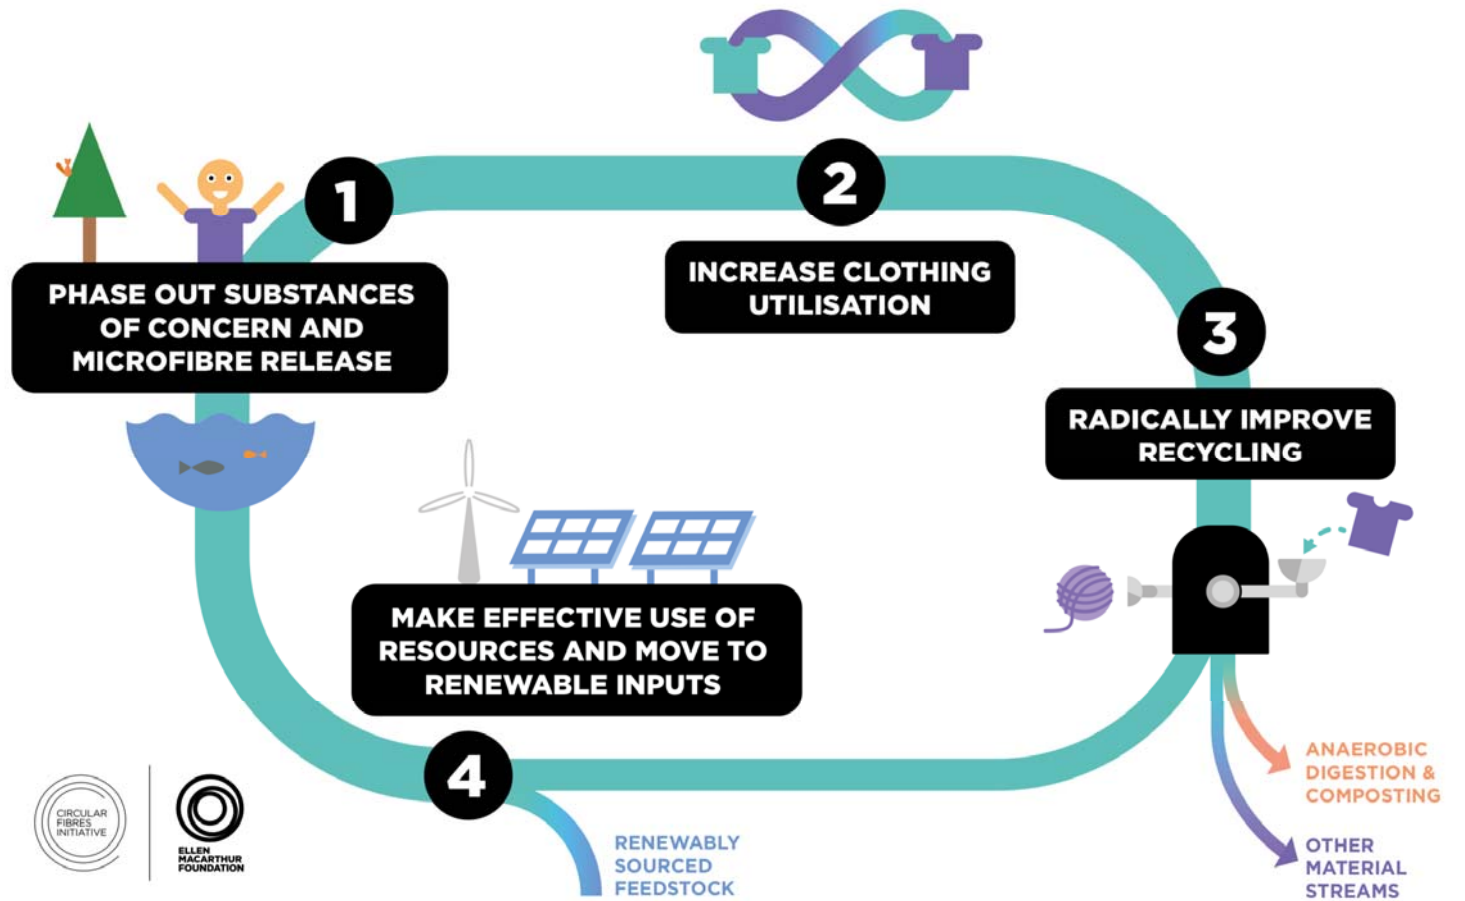 1
PHASE OUT SUBSTANCES
OF CONCERN AND
MICROFIBRE RELEASE
2
INCREASE CLOTHING
UTILISATION
3
RADICALLY IMPROVE
RECYCLING
MAKE EFFECTIVE USE OF
RESOURCES AND MOVE TO
RENEWABLE INPUTS
4
RENEWABLY
SOURCED
FEEDSTOCK
ANAEROBIC
DIGESTION &
COMPOSTING
OTHER
MATERIAL
STREAMS
CIRCULAR
FIBRES
INITIATIVE
ELLEN
MACARTHUR
FOUNDATION